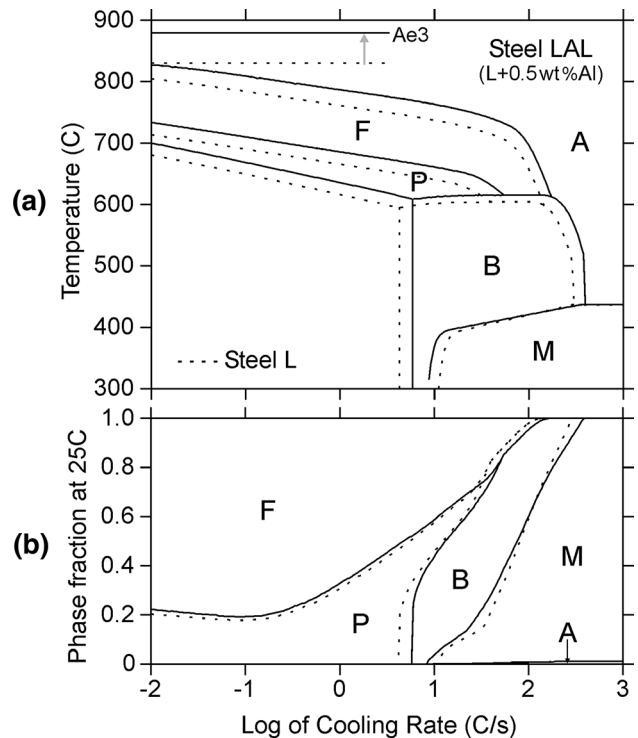 (a)
Temperature (C)
900
800
700
600
500
400
300
Ae3
Steel LAL
(L+0.5wt%Al)
F
A
P
B
M
Steel L
(b)
Phase fraction at 25C
1.0
0.8
0.6
0.4
0.2
0
F
P
B
M
A
-2
-1
0
1
2
3
Log of Cooling Rate (C/s)